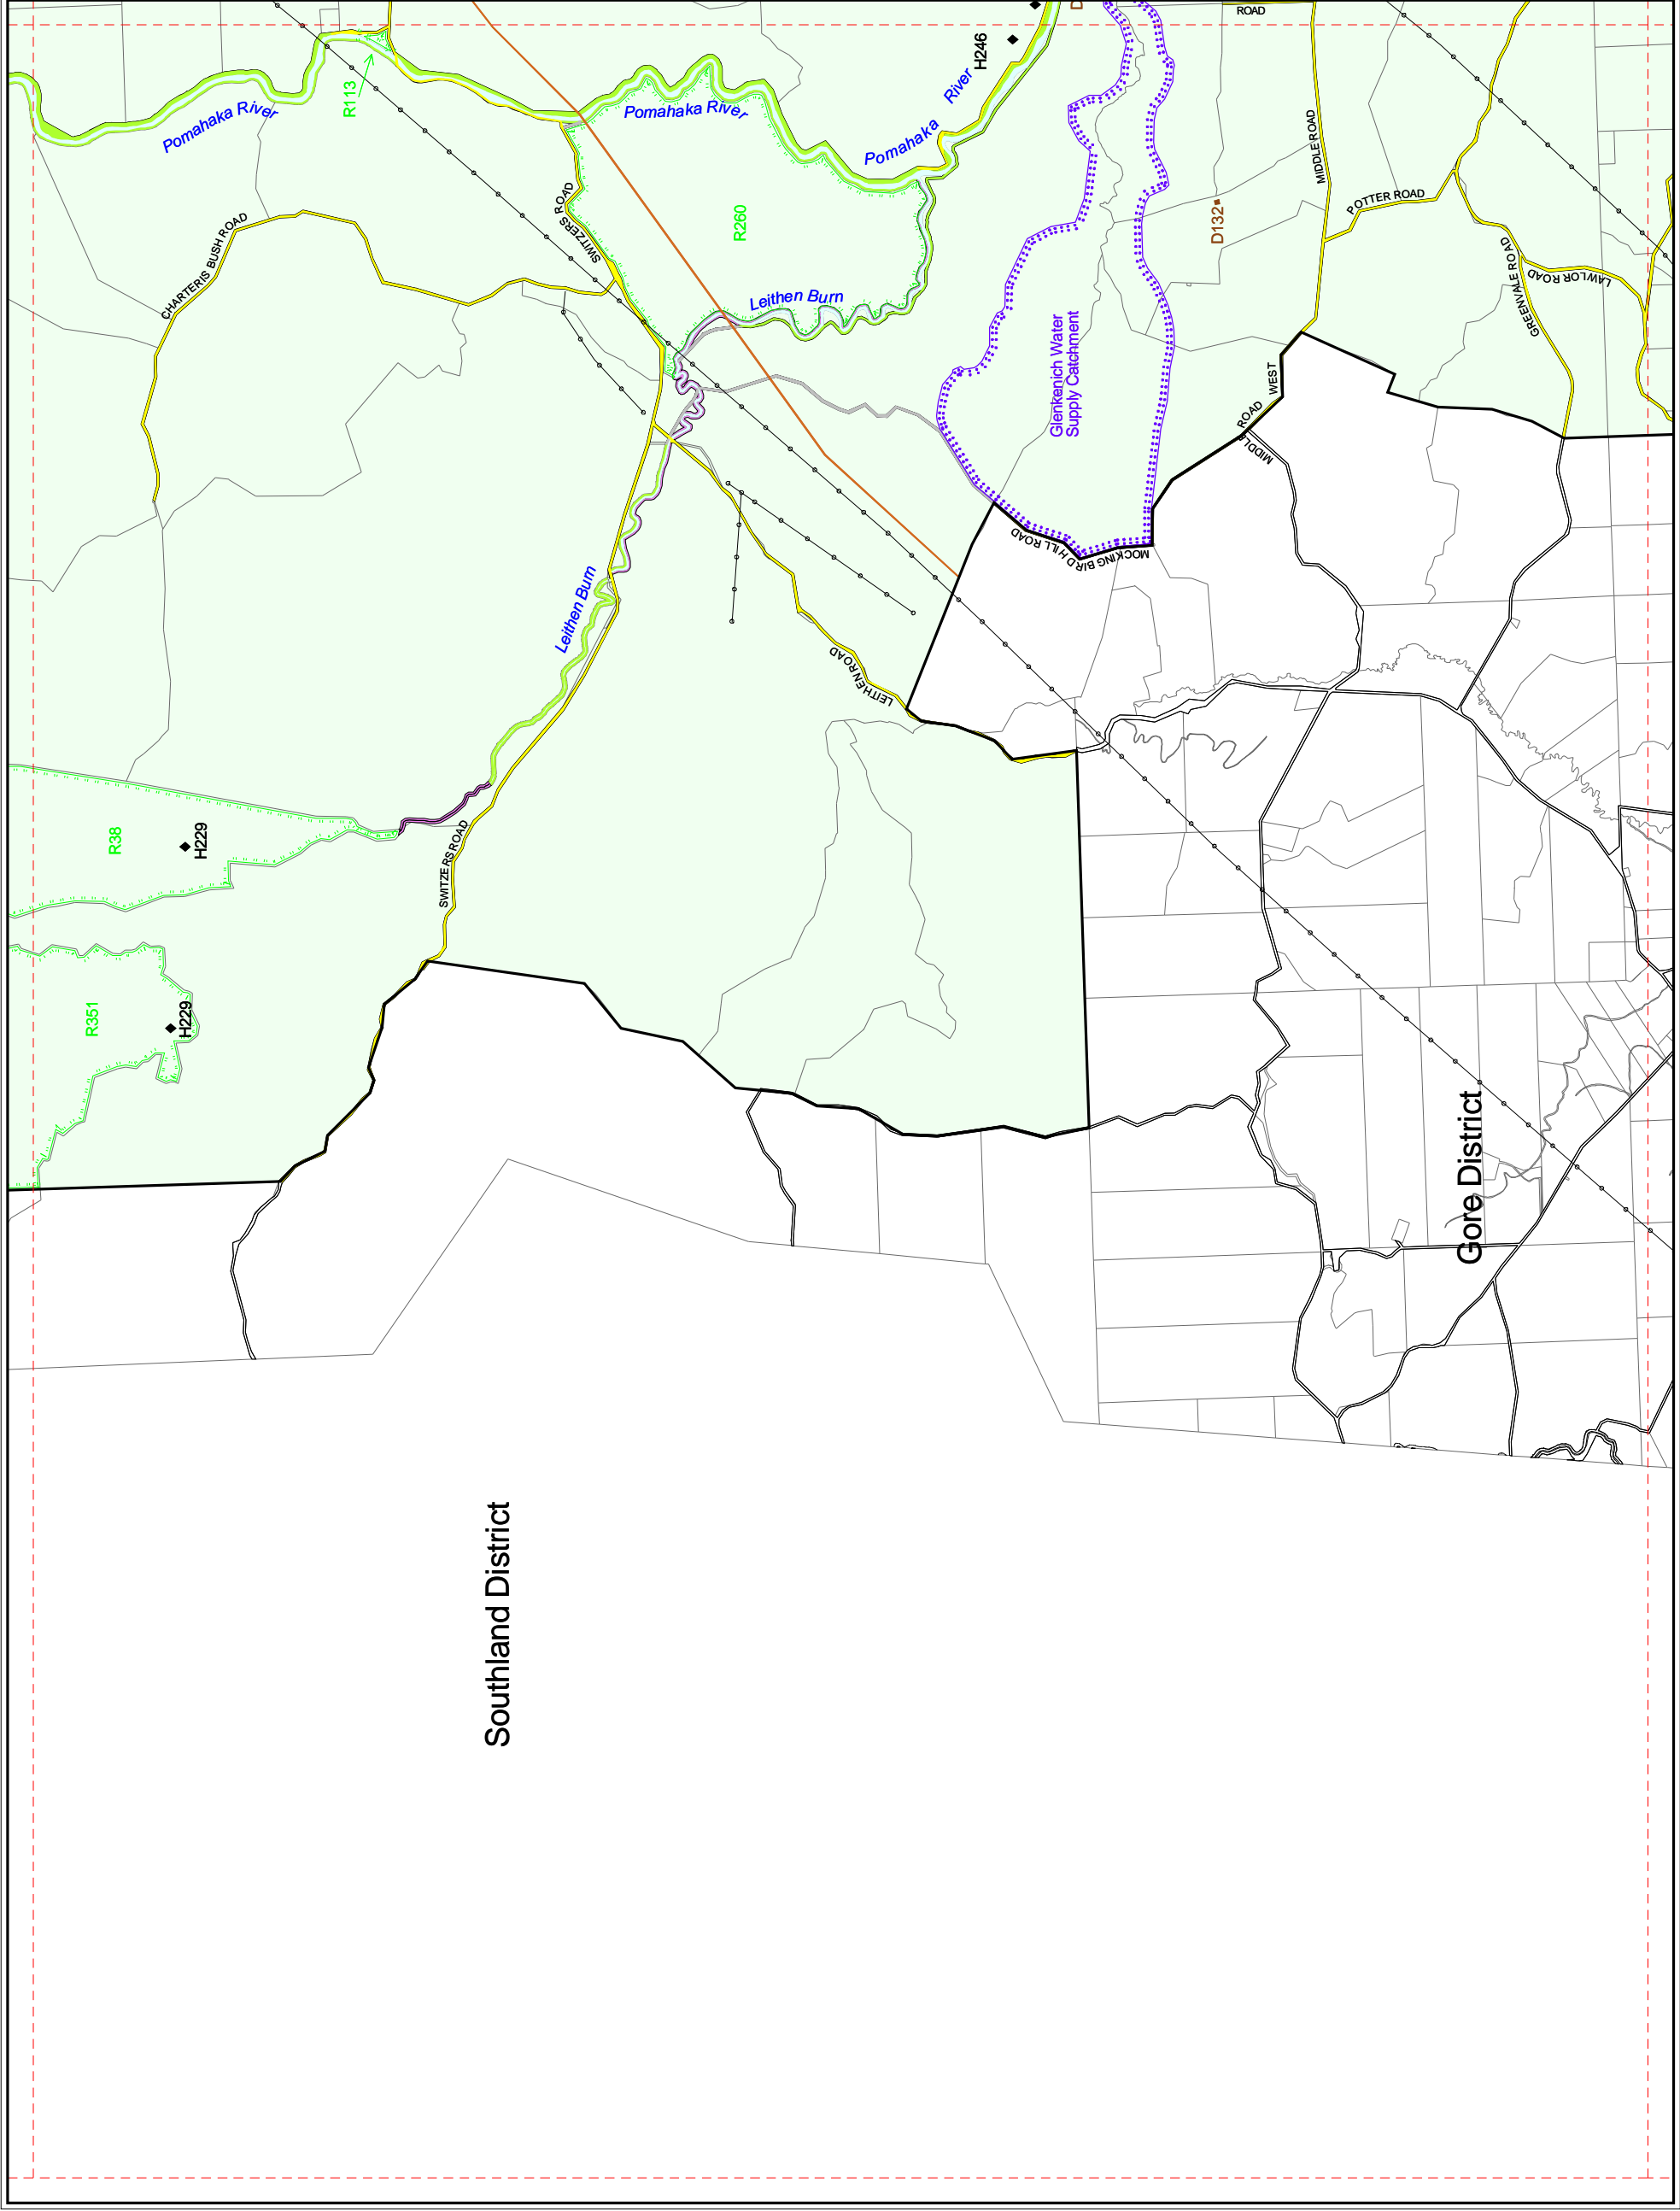 ROAD
D
H246
R113
Pomahaka River
Pomahaka River
Pomahaka River
MIDDLE ROAD
POTTER ROAD
CHARTERIS BUSH ROAD
SWITZERS ROAD
R260
D132
GREENVALE ROAD
LAWLOR ROAD
Leithen Burn
Glenkenich Water
Supply Catchment
MIDDLE ROAD WEST
MOCKING BIRD HILL ROAD
Leithen Burn
LEITHEN ROAD
R38
H229
SWITZERS ROAD
R351
H229
Gore District
Southland District